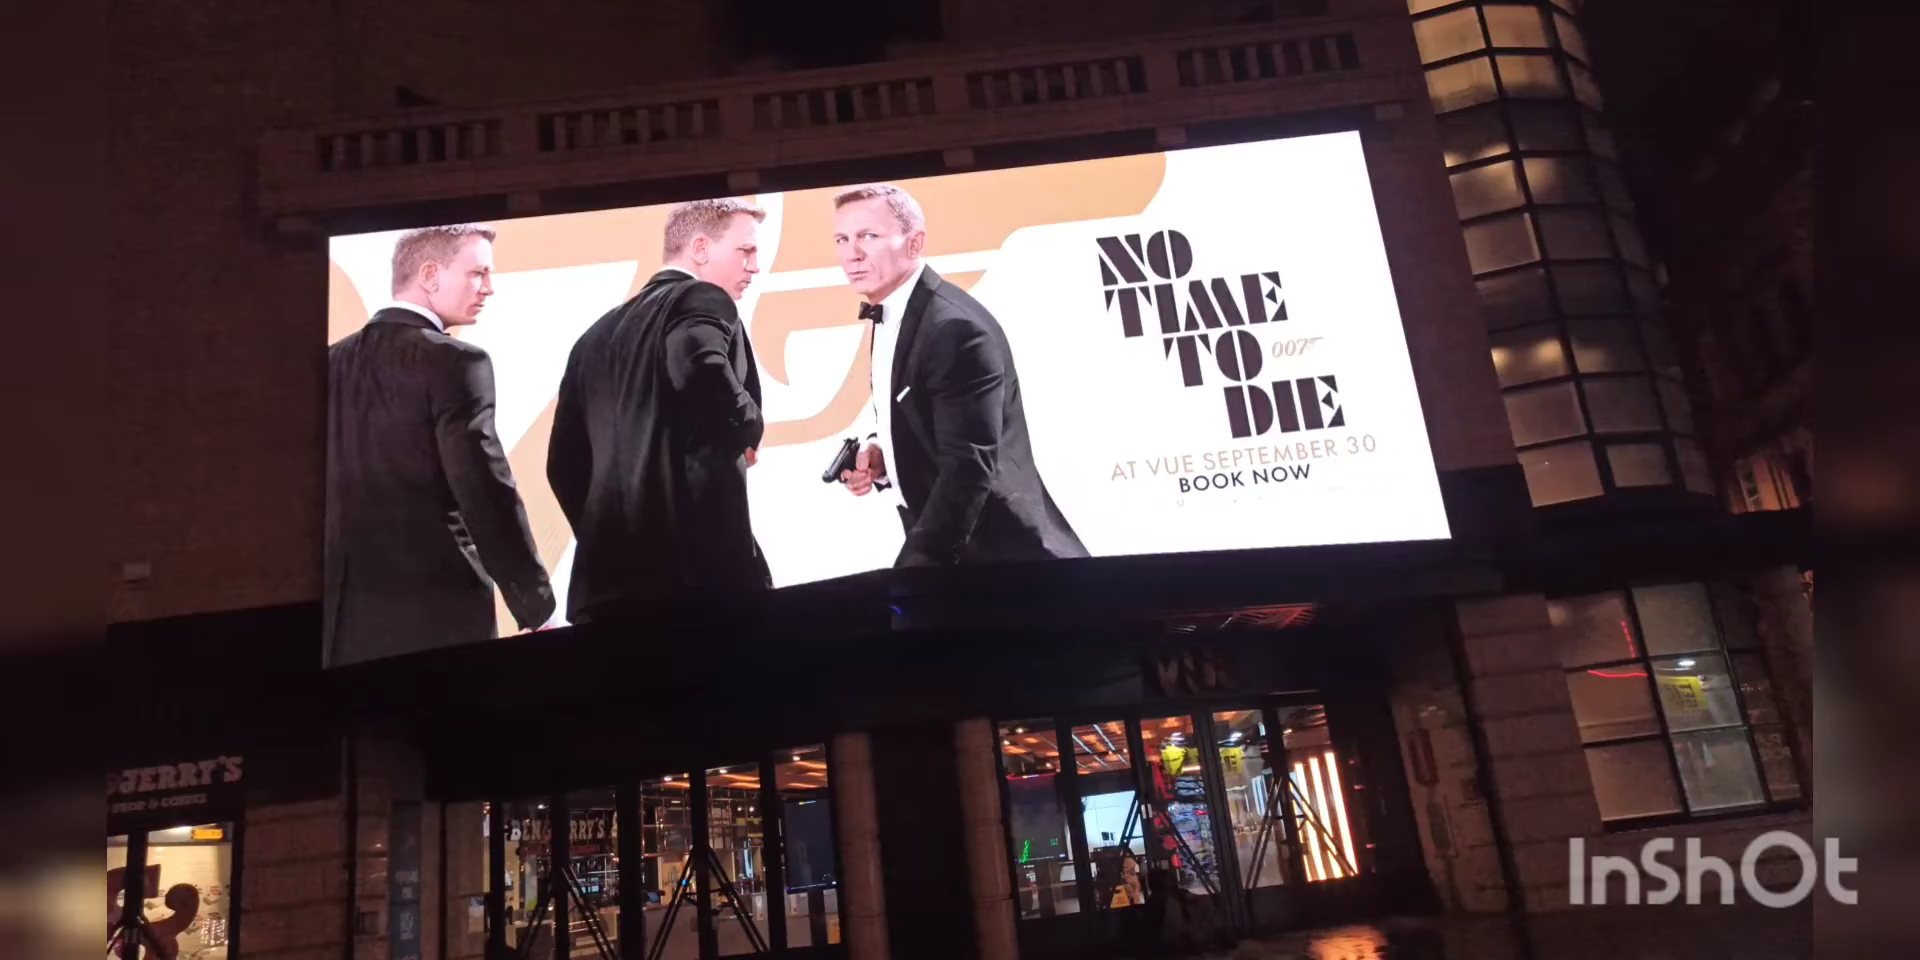 NO
TIME
TO
007
DIE
AT VUE SEPTEMBER 30
BOOK NOW
JERRY'S
InShOt